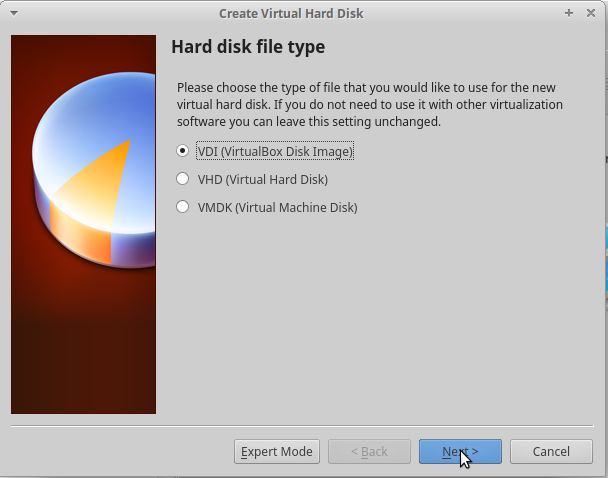 Create Virtual Hard Disk
Hard disk file type
Please choose the type of file that you would like to use for the new
virtual hard disk. If you do not need to use it with other virtualization
software you can leave this setting unchanged.
VDI (VirtualBox Disk Image)
VHD (Virtual Hard Disk)
VMDK (Virtual Machine Disk)
Expert Mode
< Back
Next >
Cancel